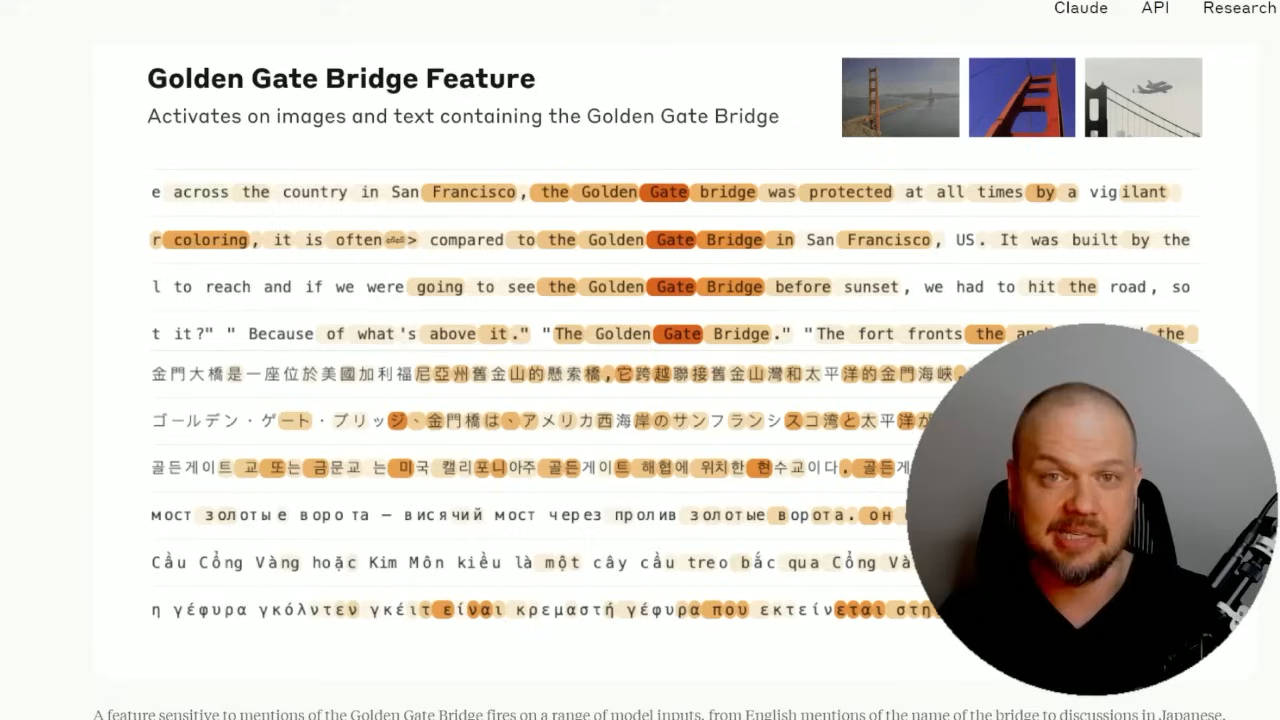 Claude API Research
Golden Gate Bridge Feature
Activates on images and text containing the Golden Gate Bridge
e across the country in San Francisco, the Golden Gate bridge was protected at all times by a vigilant
r coloring, it is often > compared to the Golden Gate Bridge in San Francisco, US. It was built by the
l to reach and if we were going to see the Golden Gate Bridge before sunset, we had to hit the road, so
t it?" " Because of what's above it." "The Golden Gate Bridge." "The fort fronts the the
金門大橋是一座位於美國加利福尼亞州舊金山的懸索橋,它跨越聯接舊金山灣和太平洋的金門海峽
ゴールデン・ゲート・ブリッジ、金門橋は、アメリカ西海岸のサンフランシスコ湾と太平洋が
골든게이트 교 또는 금문교 는 미국 캘리포니아주 골든게이트 해협에 위치한 현수교이다. 골든게
мост золотые ворота – висячий мост через пролив золотые ворота. он
Cầu Cổng Vàng hoặc Kim Môn kiều là một cây cầu treo bắc qua Cổng
η γέφυρα γκόλντεν γκέιτ είναι κρεμαστή γέφυρα που εκτείνεται στη
A feature sensitive to mentions of the Golden Gate Bridge fires on a range of model inputs, from English mentions of the name of the bridge to discussions in Japanese,